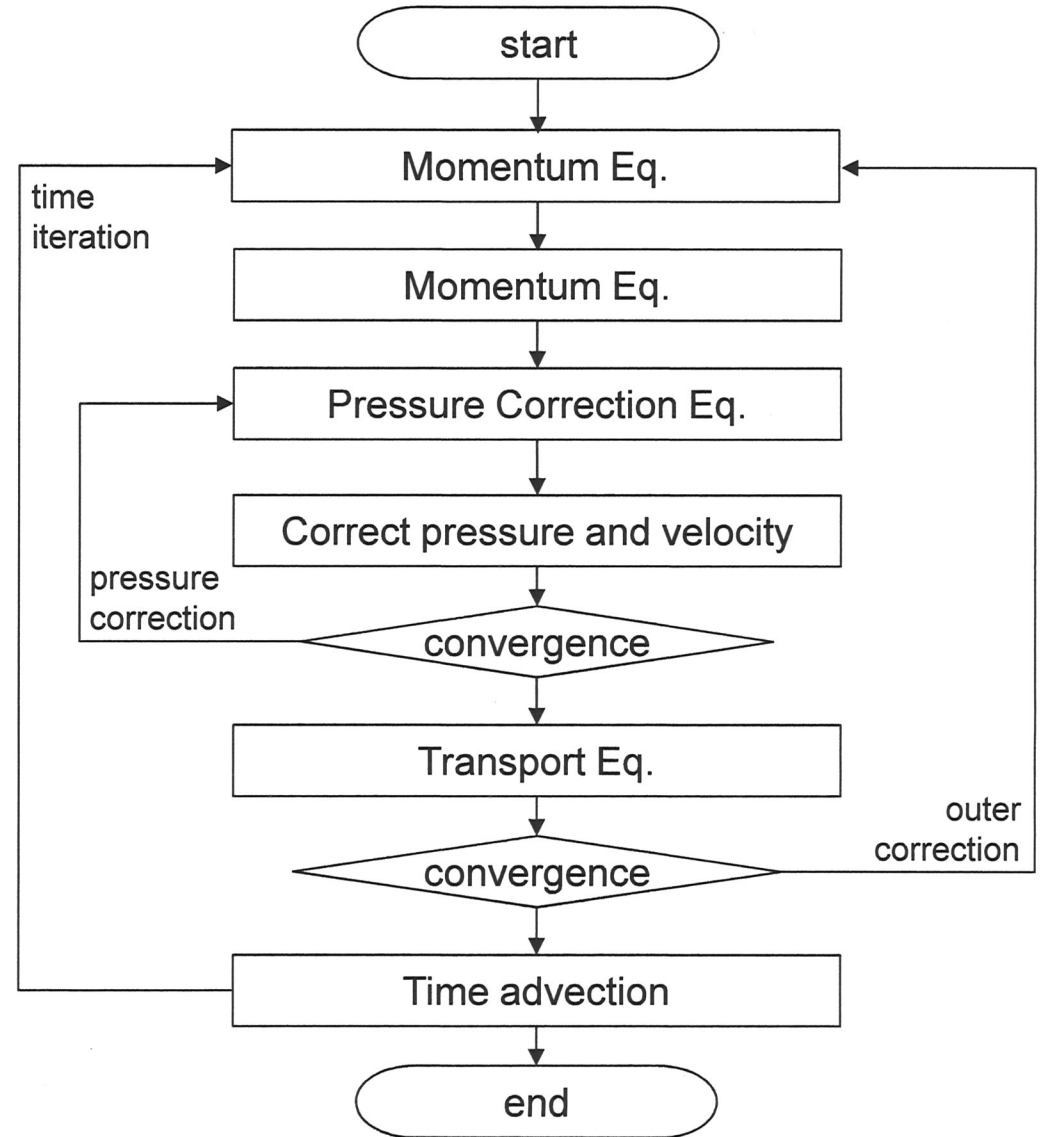 start
Momentum Eq.
time
iteration
Momentum Eq.
Pressure Correction Eq.
Correct pressure and velocity
pressure
correction
convergence
Transport Eq.
outer
correction
convergence
Time advection
end